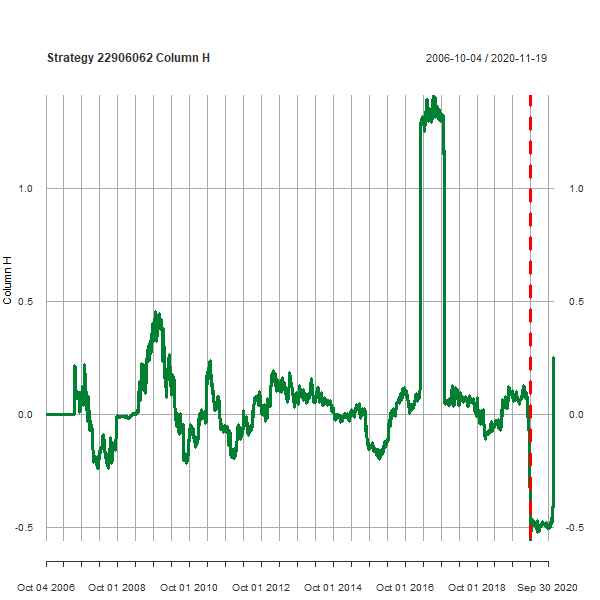 Strategy 22906062 Column H
2006-10-04 / 2020-11-19
Column H
1.0
1.0
0.5
0.5
0.0
0.0
-0.5
-0.5
Oct 04 2006
Oct 01 2008
Oct 01 2010
Oct 01 2012
Oct 01 2014
Oct 01 2016
Oct 01 2018
Sep 30 2020